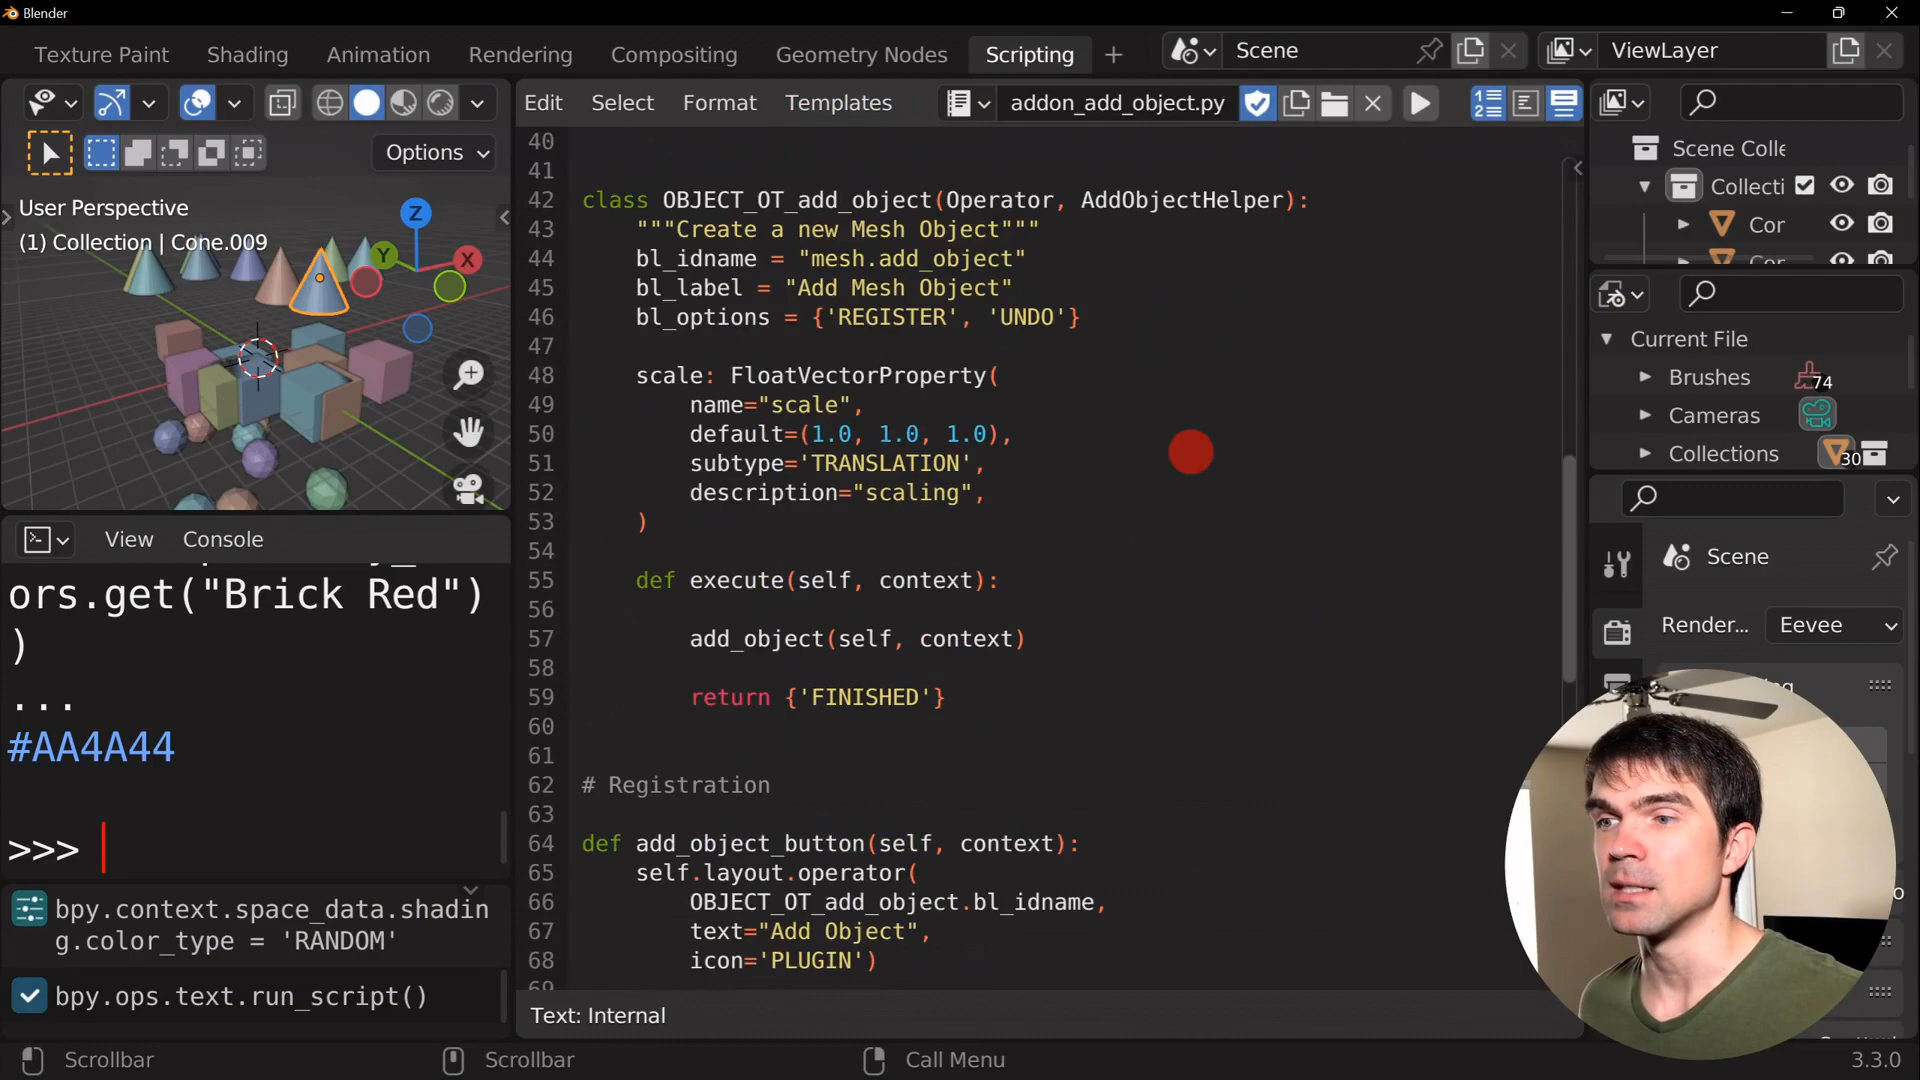 Blender
Texture Paint Shading Animation Rendering Compositing Geometry Nodes Scripting Scene ViewLayer
Edit Select Format Templates addon_add_object.py
Options
User Perspective
(1) Collection | Cone.009
Z
Y
X
View Console
ors.get("Brick Red")
)
...
#AA4A44
>>>
bpy.context.space_data.shadin
g.color_type = 'RANDOM'
bpy.ops.text.run_script()
40
41
42 class OBJECT_OT_add_object(Operator, AddObjectHelper):
43 """Create a new Mesh Object"""
44 bl_idname = "mesh.add_object"
45 bl_label = "Add Mesh Object"
46 bl_options = {'REGISTER', 'UNDO'}
47
48 scale: FloatVectorProperty(
49 name="scale",
50 default=(1.0, 1.0, 1.0),
51 subtype='TRANSLATION',
52 description="scaling",
53 )
54
55 def execute(self, context):
56
57 add_object(self, context)
58
59 return {'FINISHED'}
60
61
62 # Registration
63
64 def add_object_button(self, context):
65 self.layout.operator(
66 OBJECT_OT_add_object.bl_idname,
67 text="Add Object",
68 icon='PLUGIN')
69
Text: Internal
Scene Colle
Collecti
Cor
Cor
Current File
Brushes 74
Cameras
Collections 30
Scene
Render... Eevee
Scrollbar Scrollbar Call Menu 3.3.0